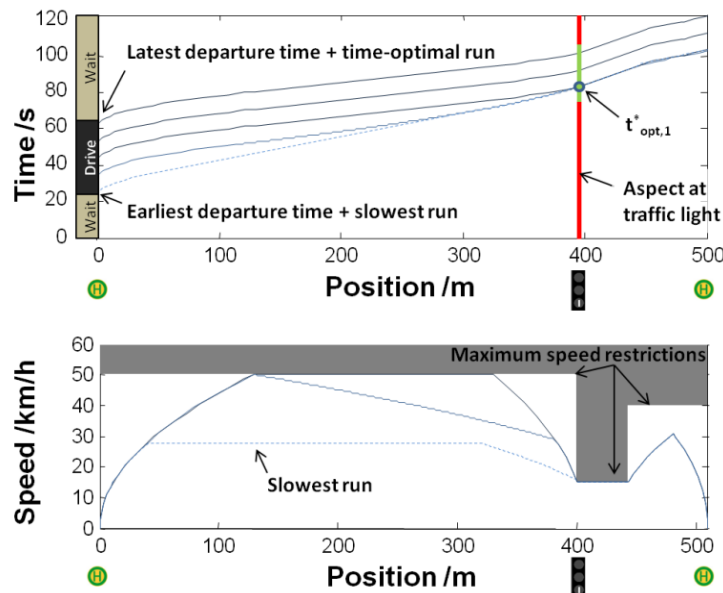 120
100
80
60
40
20
0
Time /s
Wait
Drive
Wait
Latest departure time + time-optimal run
t*opt,1
Aspect at
traffic light
Earliest departure time + slowest run
0 100 200 300 400 500
Position /m
H
H
60
50
40
30
20
10
0
Speed /km/h
Maximum speed restrictions
Slowest run
0 100 200 300 400 500
Position /m
H
H